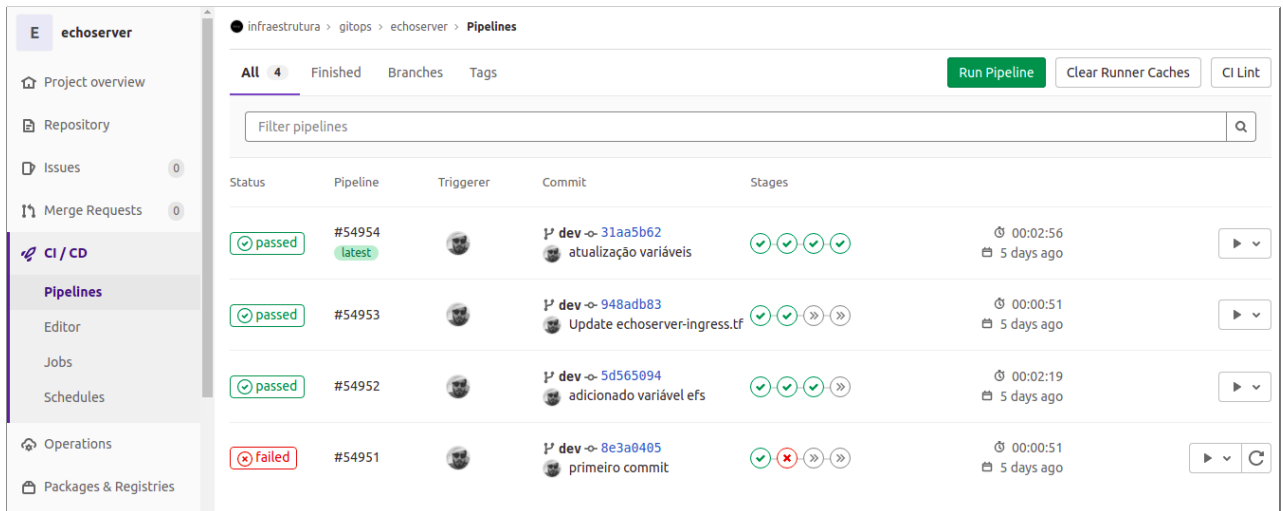 E echoserver
Project overview
Repository
Issues 0
Merge Requests 0
CI / CD
Pipelines
Editor
Jobs
Schedules
Operations
Packages & Registries
infraestrutura > gitops > echoserver > Pipelines
All 4 Finished Branches Tags Run Pipeline Clear Runner Caches CI Lint
Filter pipelines
Status Pipeline Triggerer Commit Stages
passed #54954 latest dev 31aa5b62 00:02:56
atualização variáveis 5 days ago
passed #54953 dev 948adb83 00:00:51
Update echoserver-ingress.tf 5 days ago
passed #54952 dev 5d565094 00:02:19
adicionado variável efs 5 days ago
failed #54951 dev 8e3a0405 00:00:51
primeiro commit 5 days ago